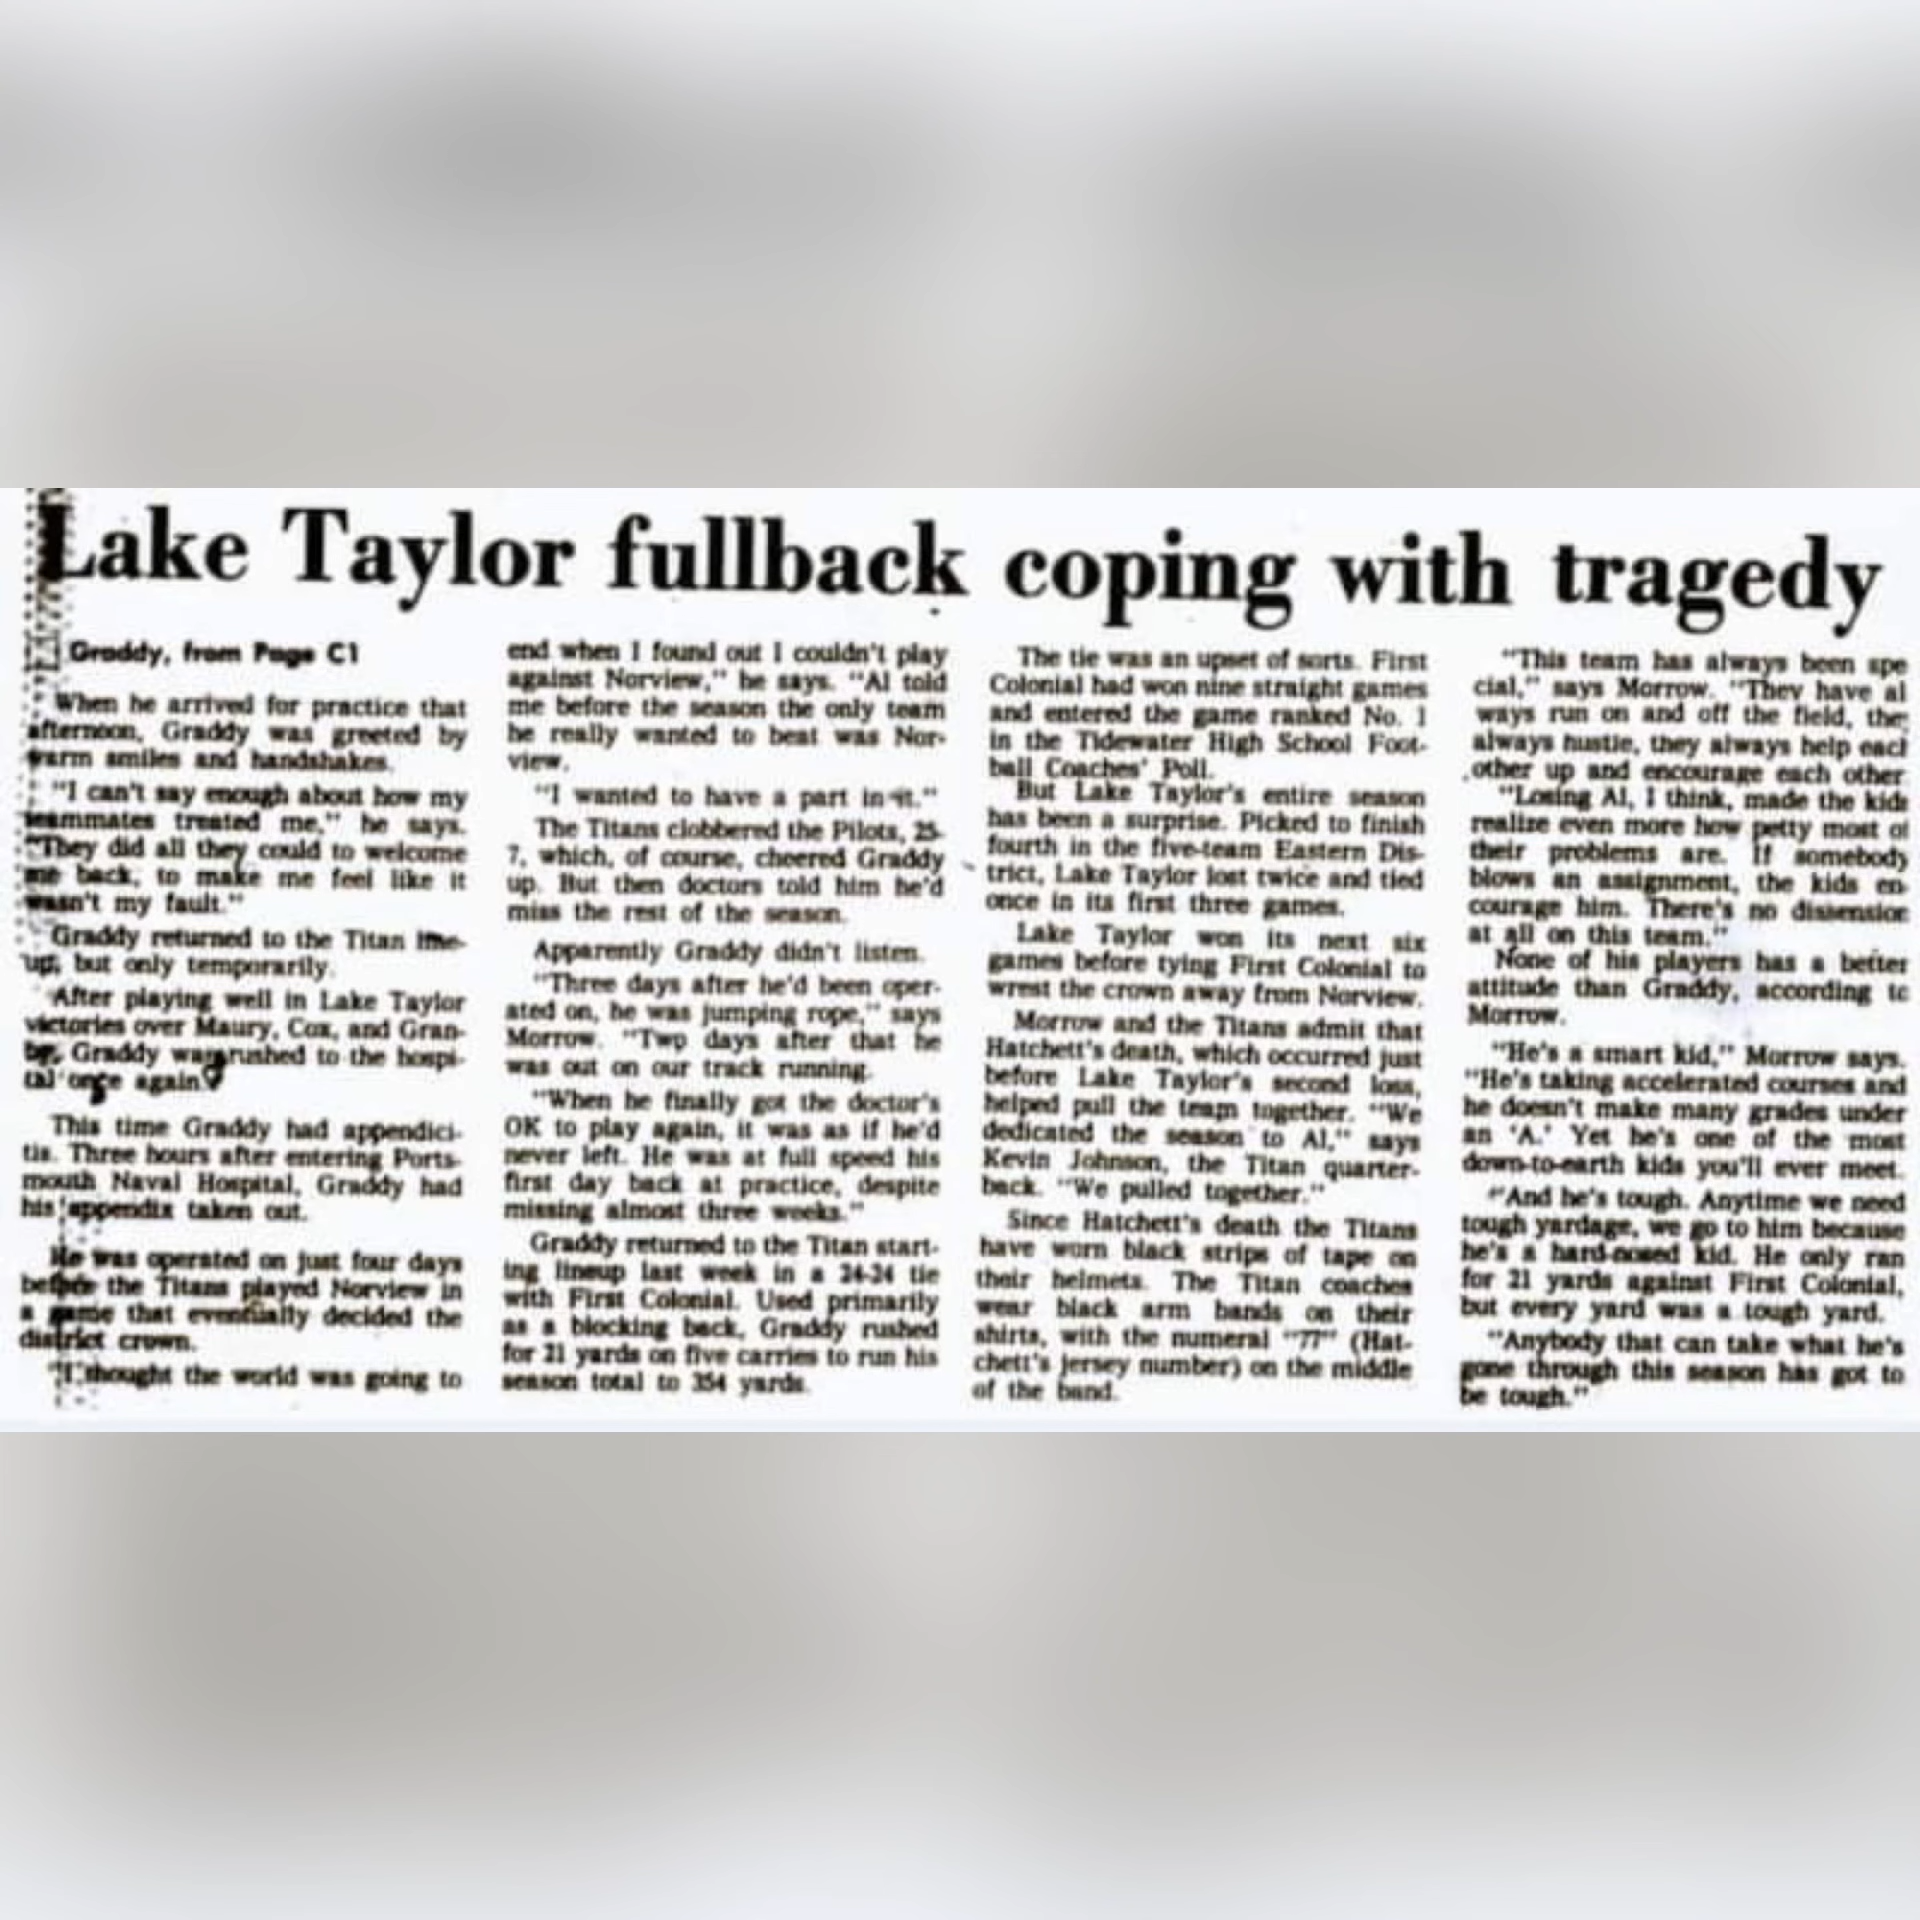 Lake Taylor fullback coping with tragedy
Graddy, from Page C1
When he arrived for practice that
afternoon, Graddy was greeted by
warm smiles and handshakes.
"I can't say enough about how my
teammates treated me," he says.
"They did all they could to welcome
me back, to make me feel like it
wasn't my fault."
Graddy returned to the Titan line-
up, but only temporarily.
After playing well in Lake Taylor
victories over Maury, Cox, and Gran-
by, Graddy was rushed to the hospi-
tal once again.
This time Graddy had appendici-
tis. Three hours after entering Ports-
mouth Naval Hospital, Graddy had
his appendix taken out.
He was operated on just four days
before the Titans played Norview in
a game that eventually decided the
district crown.
"I thought the world was going to
end when I found out I couldn't play
against Norview," he says. "Al told
me before the season the only team
he really wanted to beat was Nor-
view.
"I wanted to have a part in it."
The Titans clobbered the Pilots, 25-
7, which, of course, cheered Graddy
up. But then doctors told him he'd
miss the rest of the season.
Apparently Graddy didn't listen.
"Three days after he'd been oper-
ated on, he was jumping rope," says
Morrow. "Two days after that he
was out on our track running.
"When he finally got the doctor's
OK to play again, it was as if he'd
never left. He was at full speed his
first day back at practice, despite
missing almost three weeks."
Graddy returned to the Titan start-
ing lineup last week in a 24-24 tie
with First Colonial. Used primarily
as a blocking back, Graddy rushed
for 21 yards on five carries to run his
season total to 354 yards.
The tie was an upset of sorts. First
Colonial had won nine straight games
and entered the game ranked No. 1
in the Tidewater High School Foot-
ball Coaches' Poll.
But Lake Taylor's entire season
has been a surprise. Picked to finish
fourth in the five-team Eastern Dis-
trict, Lake Taylor lost twice and tied
once in its first three games.
Lake Taylor won its next six
games before tying First Colonial to
wrest the crown away from Norview.
Morrow and the Titans admit that
Hatchett's death, which occurred just
before Lake Taylor's second loss,
helped pull the team together. "We
dedicated the season to Al," says
Kevin Johnson, the Titan quarter-
back. "We pulled together."
Since Hatchett's death the Titans
have worn black strips of tape on
their helmets. The Titan coaches
wear black arm bands on their
shirts, with the numeral "77" (Hat-
chett's jersey number) on the middle
of the band.
"This team has always been spe
cial," says Morrow. "They have al
ways run on and off the field, they
always hustle, they always help each
other up and encourage each other.
"Losing Al, I think, made the kids
realize even more how petty most of
their problems are. If somebody
blows an assignment, the kids en-
courage him. There's no dissension
at all on this team."
None of his players has a better
attitude than Graddy, according to
Morrow.
"He's a smart kid," Morrow says.
"He's taking accelerated courses and
he doesn't make many grades under
an 'A.' Yet he's one of the most
down-to-earth kids you'll ever meet.
"And he's tough. Anytime we need
tough yardage, we go to him because
he's a hard-nosed kid. He only ran
for 21 yards against First Colonial,
but every yard was a tough yard.
"Anybody that can take what he's
gone through this season has got to
be tough."